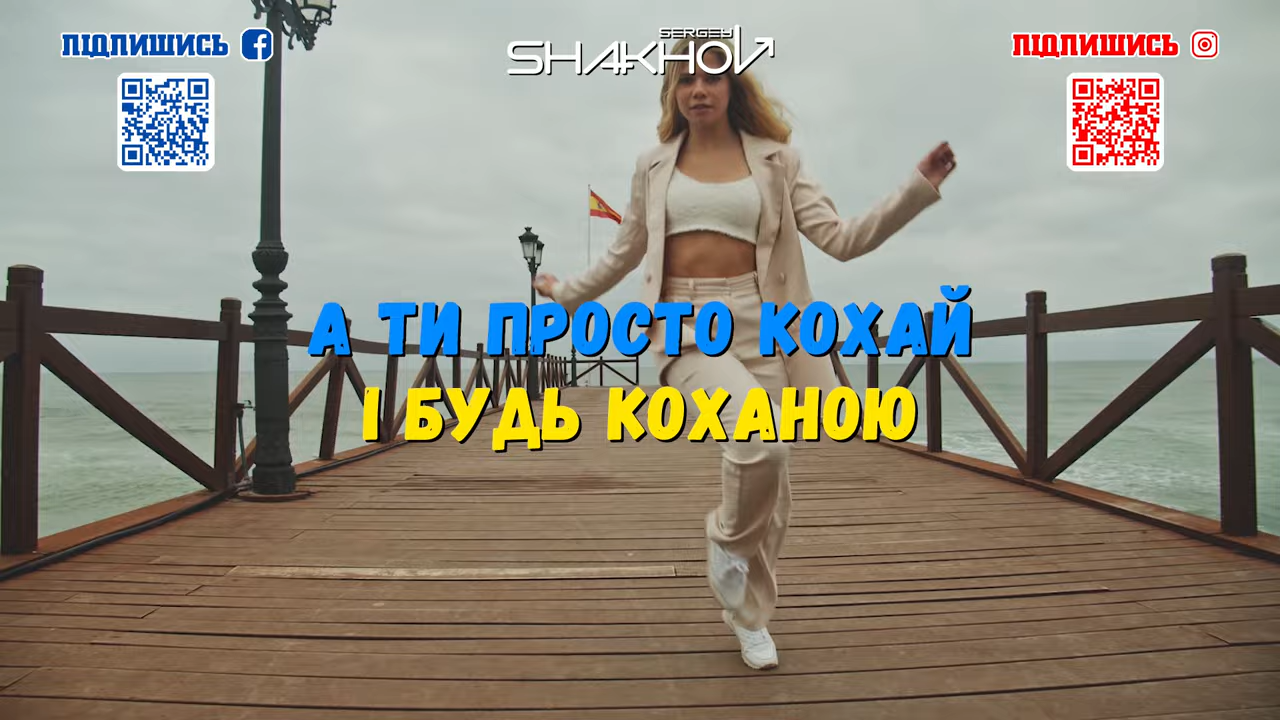 ПІДПИШИСЬ
SERGEY
SHAKHOV
ПІДПИШИСЬ
А ТИ ПРОСТО КОХАЙ
І БУДЬ КОХАНОЮ